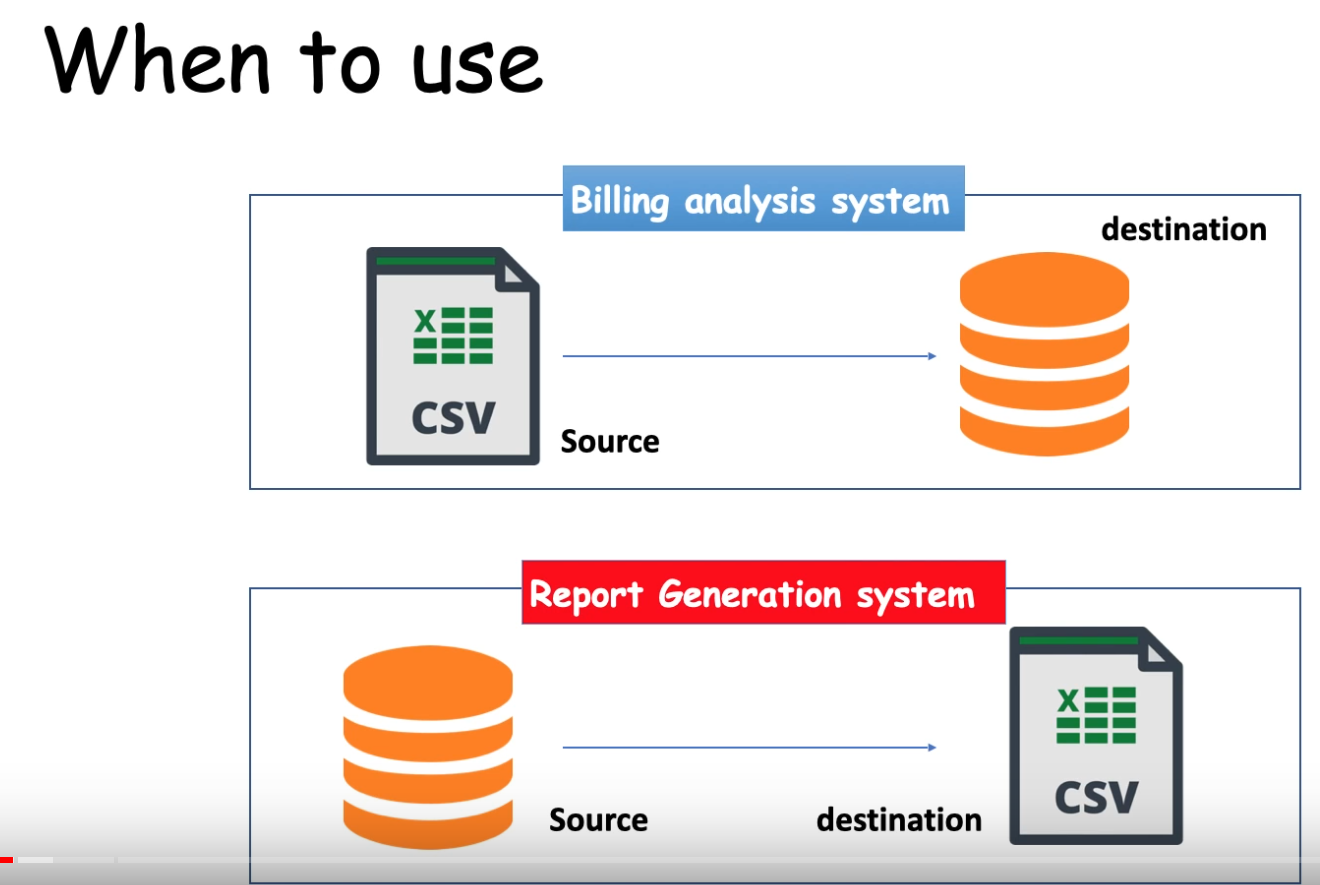 When to use
Billing analysis system
destination
X
CSV
Source
Report Generation system
X
CSV
Source
destination